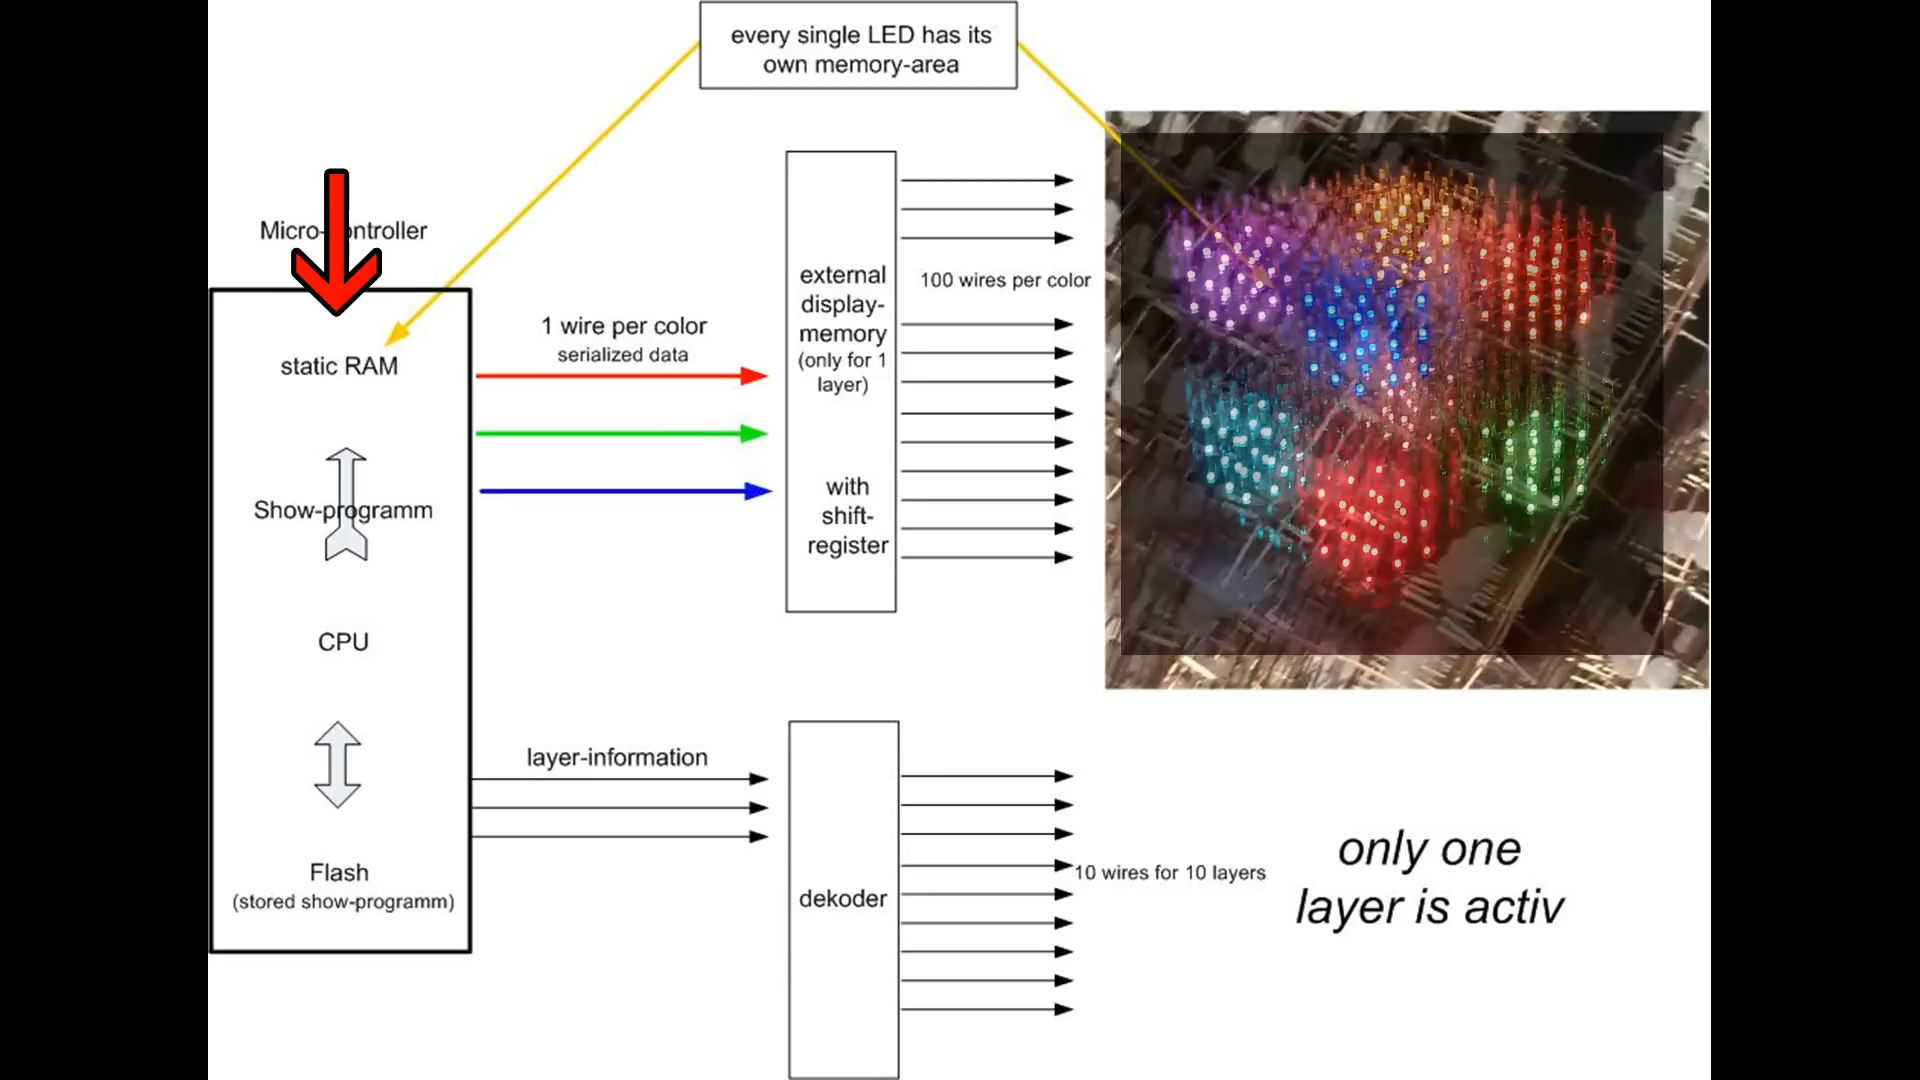 every single LED has its
own memory-area
Micro-controller
static RAM
Show-programm
CPU
Flash
(stored show-programm)
1 wire per color
serialized data
layer-information
external
display-
memory
(only for 1
layer)
with
shift-
register
100 wires per color
dekoder
10 wires for 10 layers
only one
layer is activ